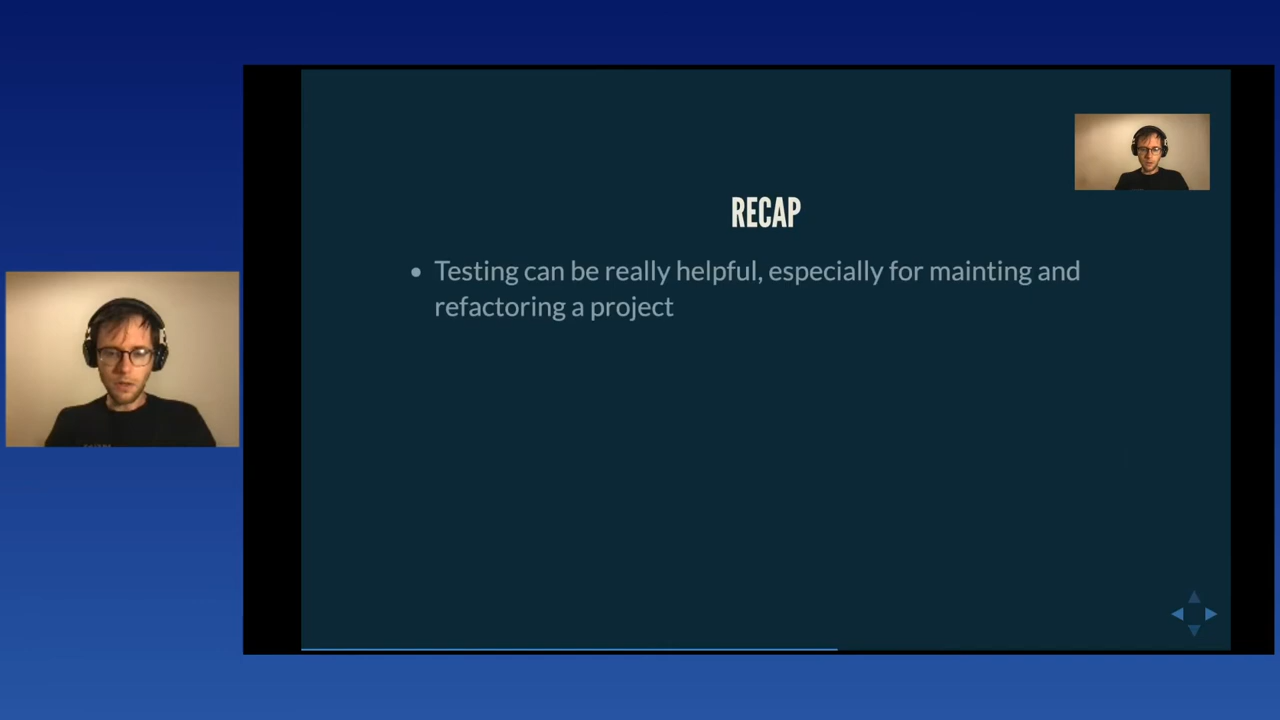 RECAP
• Testing can be really helpful, especially for mainting and
refactoring a project